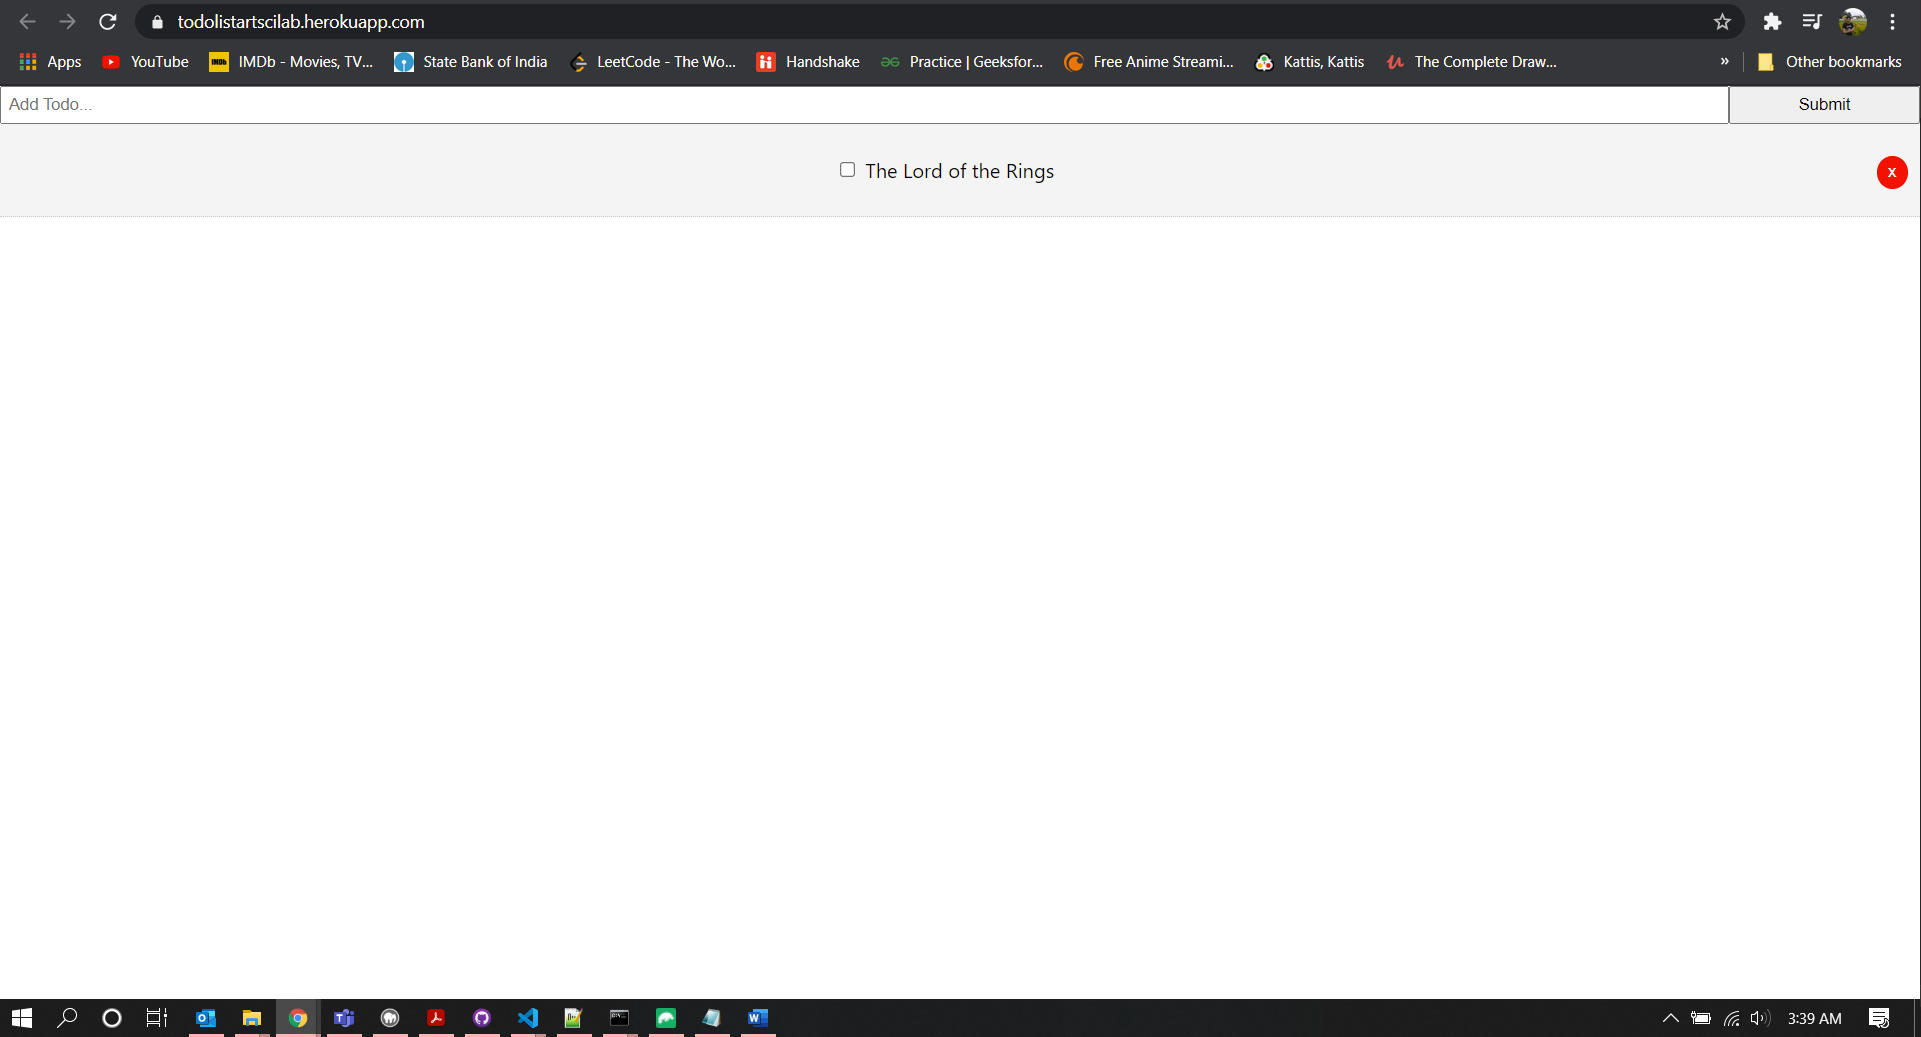 todolistartscilab.herokuapp.com
Apps YouTube IMDb - Movies, TV... State Bank of India LeetCode - The Wo... Handshake Practice | Geeksfor... Free Anime Streami... Kattis, Kattis The Complete Draw... » Other bookmarks
Add Todo... Submit
The Lord of the Rings x
3:39 AM